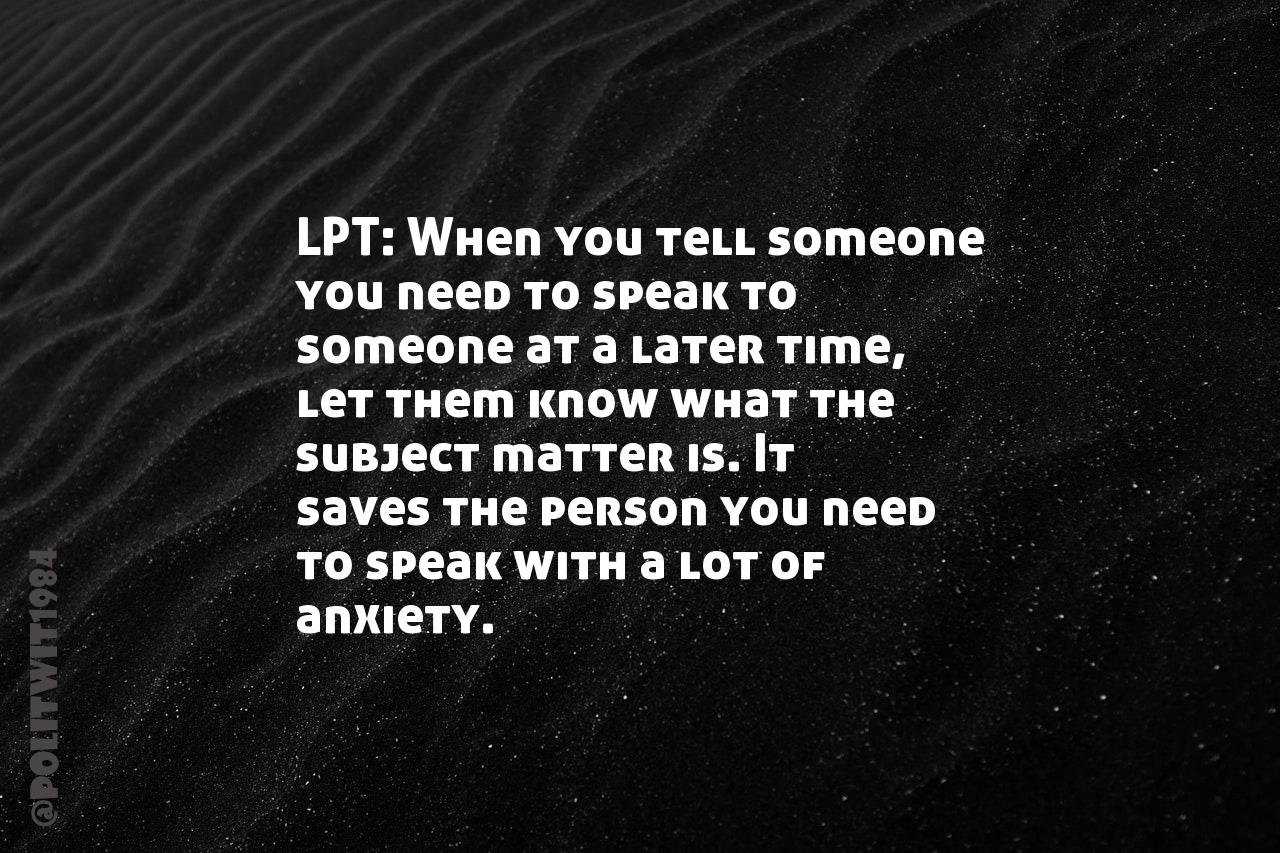 LPT: When you tell someone
you need to speak to
someone at a later time,
let them know what the
subject matter is. It
saves the person you need
to speak with a lot of
anxiety.
@POLITWIT1984